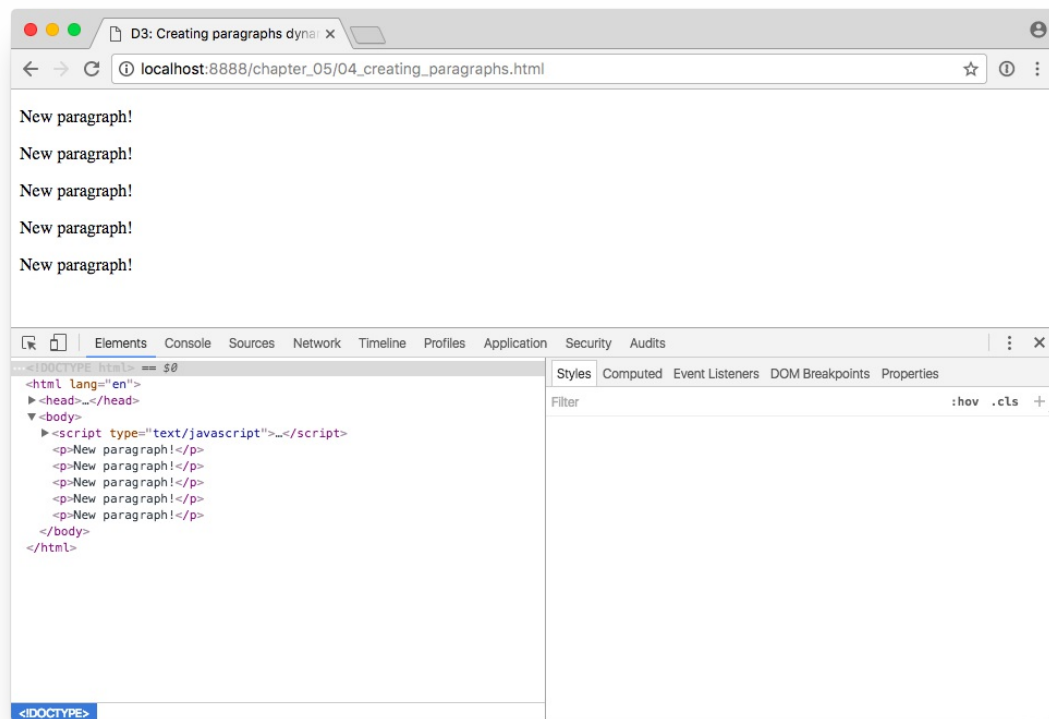 D3: Creating paragraphs dyna
localhost:8888/chapter_05/04_creating_paragraphs.html
New paragraph!
New paragraph!
New paragraph!
New paragraph!
New paragraph!
Elements Console Sources Network Timeline Profiles Application Security Audits
…<!DOCTYPE html> == $0
<html lang="en">
<head>…</head>
<body>
<script type="text/javascript">…</script>
<p>New paragraph!</p>
<p>New paragraph!</p>
<p>New paragraph!</p>
<p>New paragraph!</p>
<p>New paragraph!</p>
</body>
</html>
<!DOCTYPE>
Styles Computed Event Listeners DOM Breakpoints Properties
Filter :hov .cls +